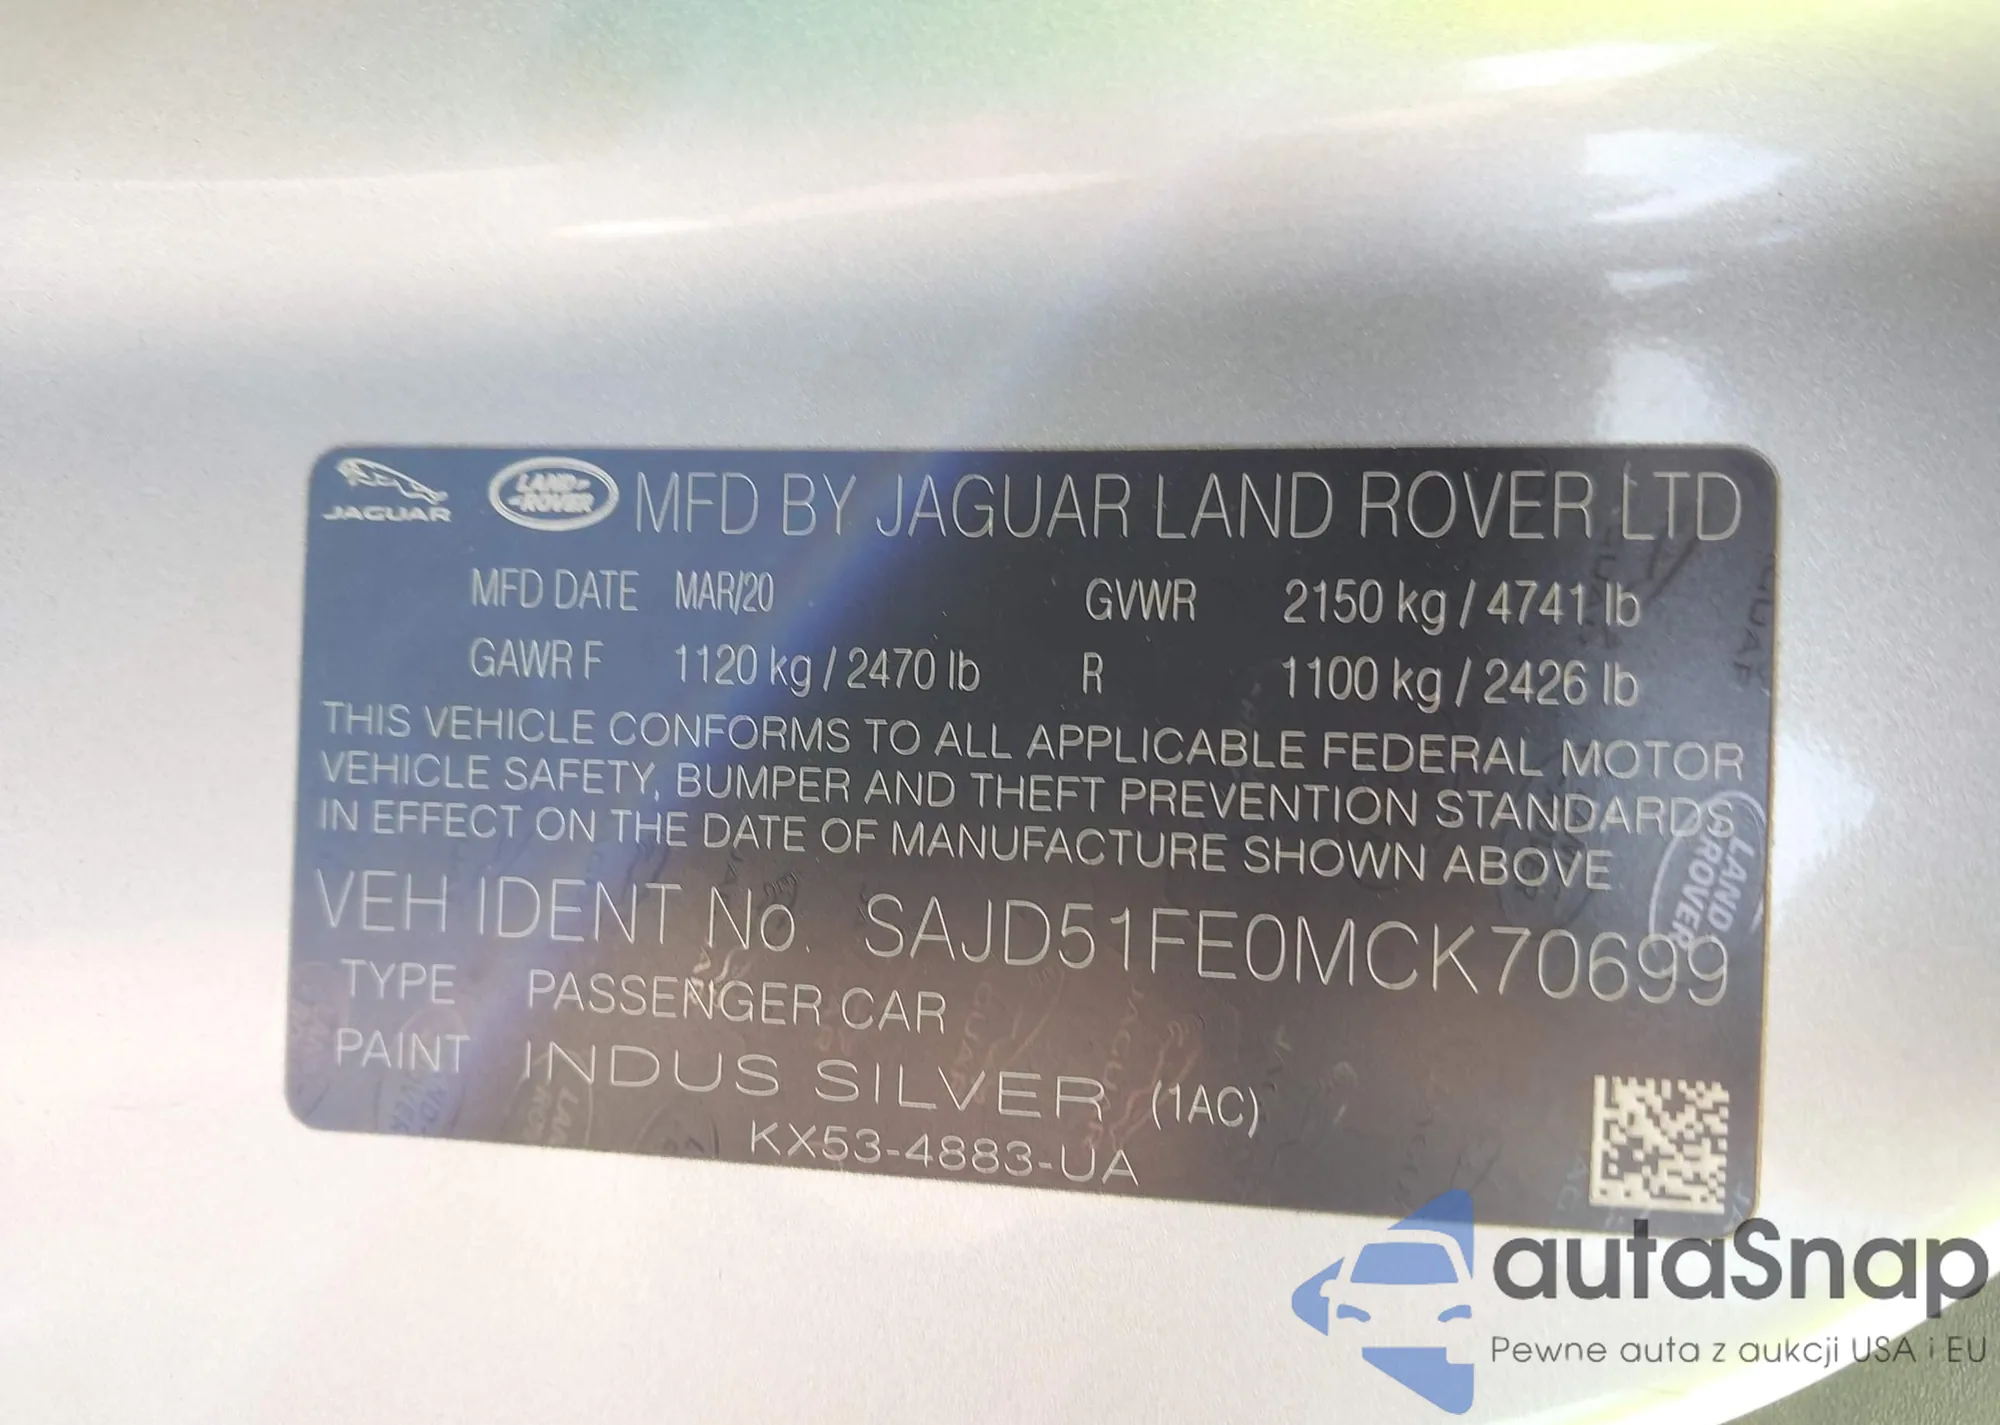 JAGUAR LAND ROVER MFD BY JAGUAR LAND ROVER LTD
MFD DATE MAR/20 GVWR 2150 kg / 4741 lb
GAWR F 1120 kg / 2470 lb R 1100 kg / 2426 lb
THIS VEHICLE CONFORMS TO ALL APPLICABLE FEDERAL MOTOR
VEHICLE SAFETY, BUMPER AND THEFT PREVENTION STANDARDS
IN EFFECT ON THE DATE OF MANUFACTURE SHOWN ABOVE
VEH IDENT No. SAJD51FE0MCK70699
TYPE PASSENGER CAR
PAINT INDUS SILVER (1AC)
KX53-4883-UA
LAND ROVER
autaSnap
Pewne auta z aukcji USA i EU